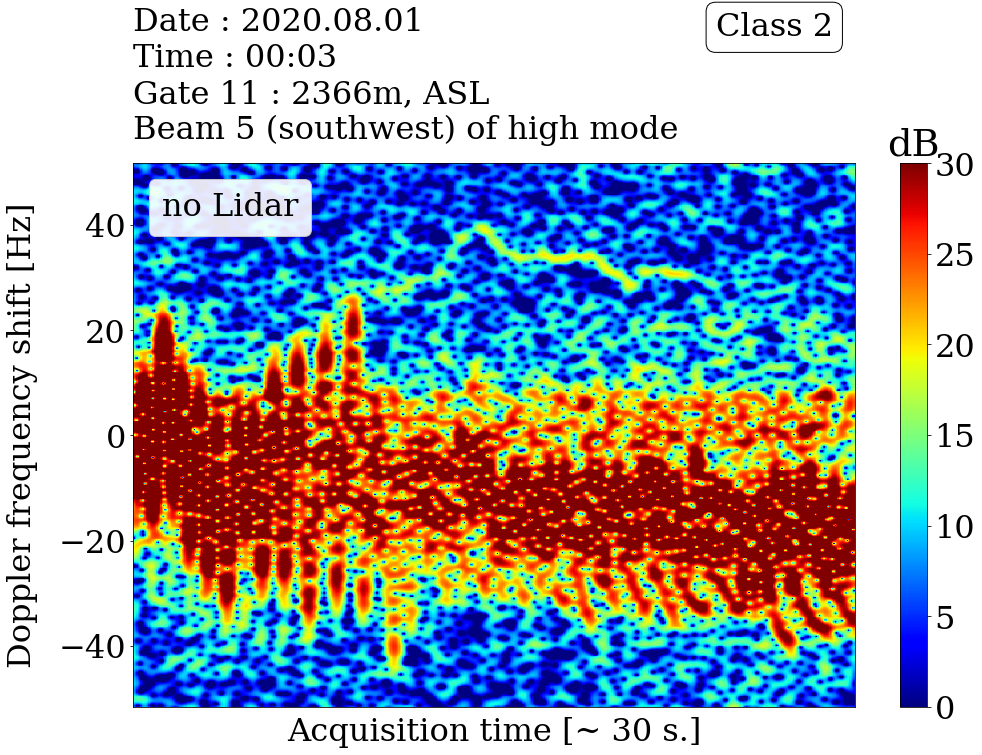 Date : 2020.08.01
Time : 00:03
Gate 11 : 2366m, ASL
Beam 5 (southwest) of high mode
Class 2
dB
no Lidar
Doppler frequency shift [Hz]
40
20
0
−20
−40
30
25
20
15
10
5
0
Acquisition time [~ 30 s.]